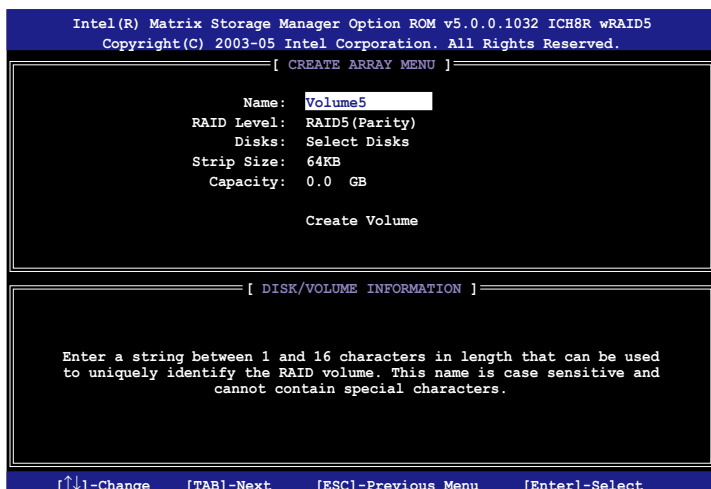 Intel(R) Matrix Storage Manager Option ROM v5.0.0.1032 ICH8R wRAID5
Copyright(C) 2003-05 Intel Corporation. All Rights Reserved.
[ CREATE ARRAY MENU ]
Name: Volume5
RAID Level: RAID5(Parity)
Disks: Select Disks
Strip Size: 64KB
Capacity: 0.0 GB
Create Volume
[ DISK/VOLUME INFORMATION ]
Enter a string between 1 and 16 characters in length that can be used
to uniquely identify the RAID volume. This name is case sensitive and
cannot contain special characters.
[↑↓]-Change [TAB]-Next [ESC]-Previous Menu [Enter]-Select